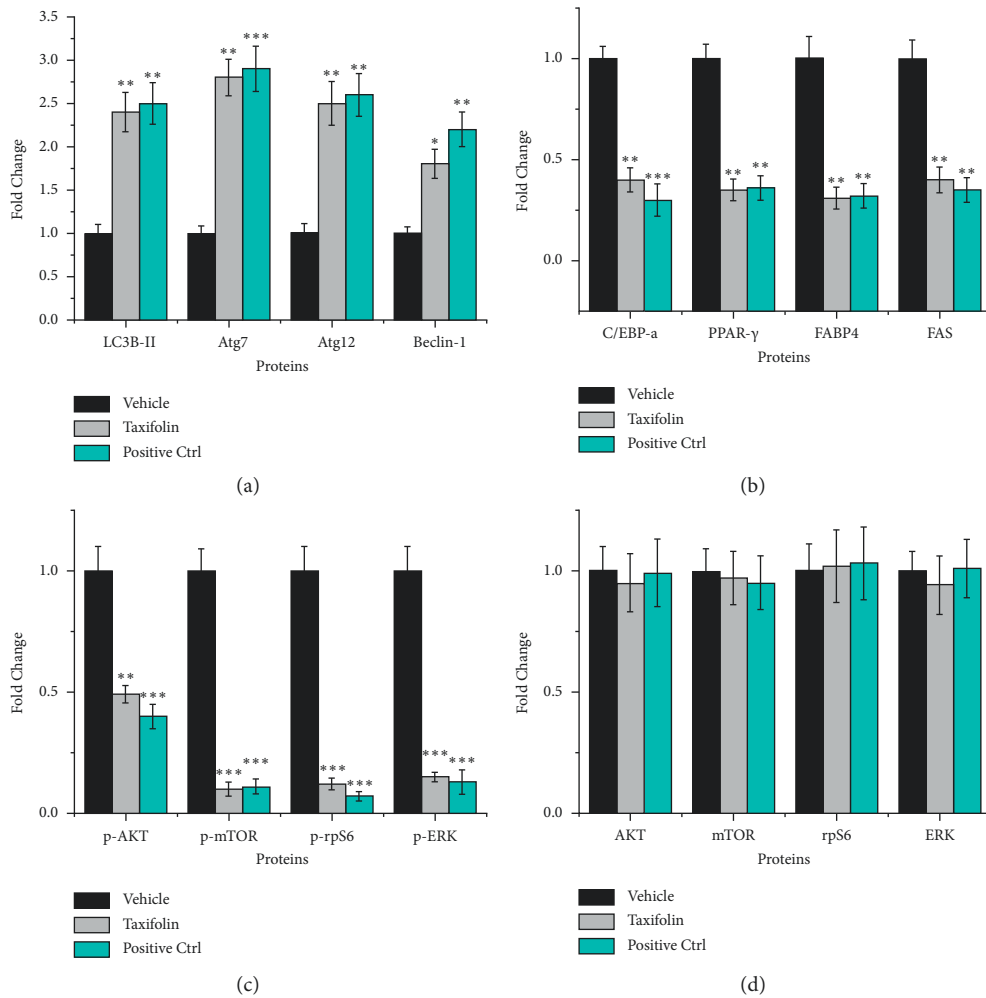 3.5
3.0
2.5
2.0
1.5
1.0
0.5
0.0
Fold Change
** ** ** *** ** ** * **
LC3B-II Atg7 Atg12 Beclin-1
Proteins
Vehicle
Taxifolin
Positive Ctrl
(a)
1.0
0.5
0.0
Fold Change
** *** ** ** ** ** ** **
C/EBP-a PPAR-γ FABP4 FAS
Proteins
Vehicle
Taxifolin
Positive Ctrl
(b)
1.0
0.5
0.0
Fold Change
** *** *** *** *** *** *** ***
p-AKT p-mTOR p-rpS6 p-ERK
Proteins
Vehicle
Taxifolin
Positive Ctrl
(c)
1.0
0.5
0.0
Fold Change
AKT mTOR rpS6 ERK
Proteins
Vehicle
Taxifolin
Positive Ctrl
(d)